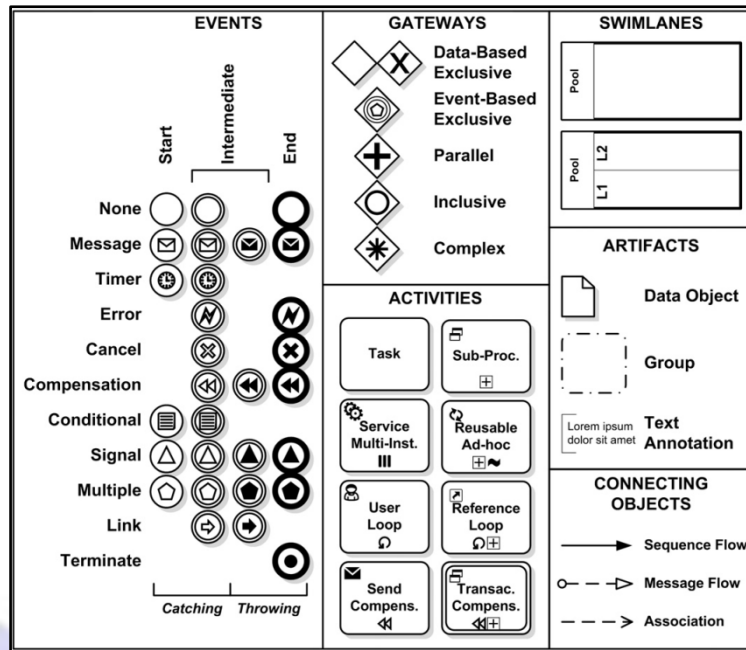 EVENTS
Start
Intermediate
End
None
Message
Timer
Error
Cancel
Compensation
Conditional
Signal
Multiple
Link
Terminate
Catching
Throwing
GATEWAYS
Data-Based
Exclusive
Event-Based
Exclusive
Parallel
Inclusive
Complex
ACTIVITIES
Task
Sub-Proc.
Service
Multi-Inst.
Reusable
Ad-hoc
User
Loop
Reference
Loop
Send
Compens.
Transac.
Compens.
SWIMLANES
Pool
Pool
L2
L1
ARTIFACTS
Data Object
Group
Lorem ipsum
dolor sit amet
Text
Annotation
CONNECTING
OBJECTS
Sequence Flow
Message Flow
Association